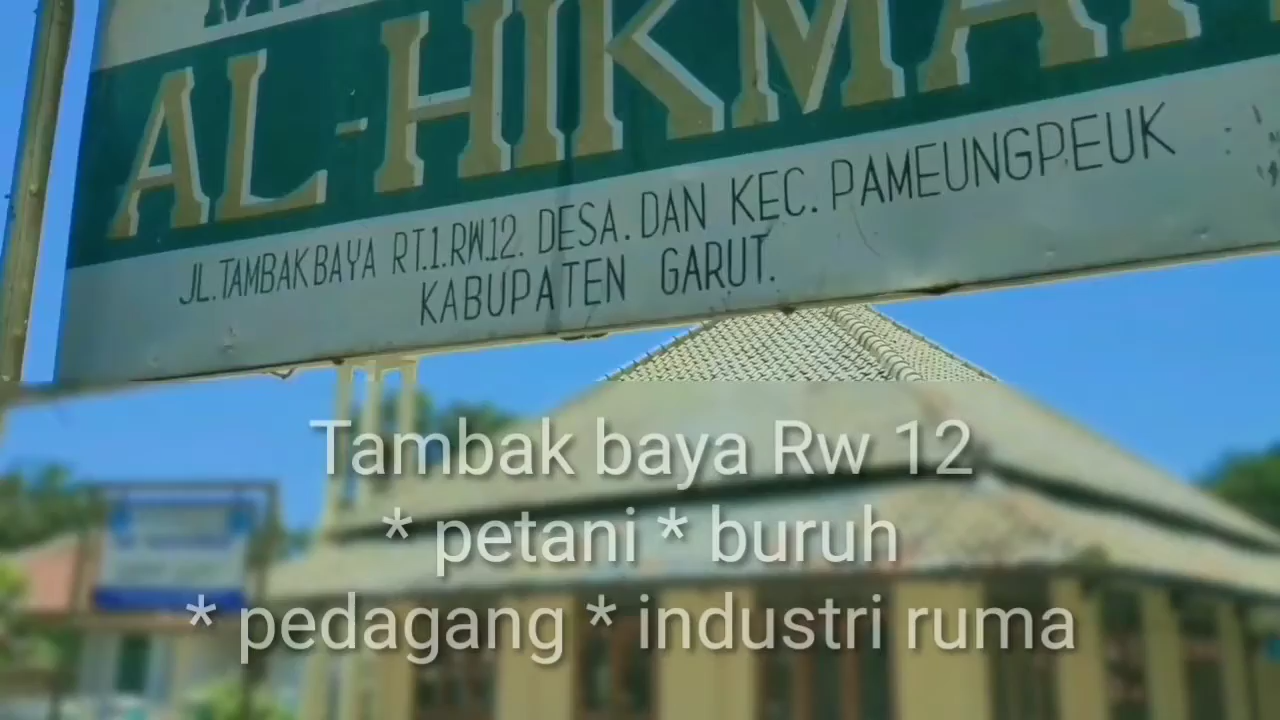 AL-HIKMAH
JL. TAMBAKBAYA RT.1.RW.12. DESA. DAN KEC. PAMEUNGPEUK
KABUPATEN GARUT.
Tambak baya Rw 12
* petani * buruh
* pedagang * industri ruma